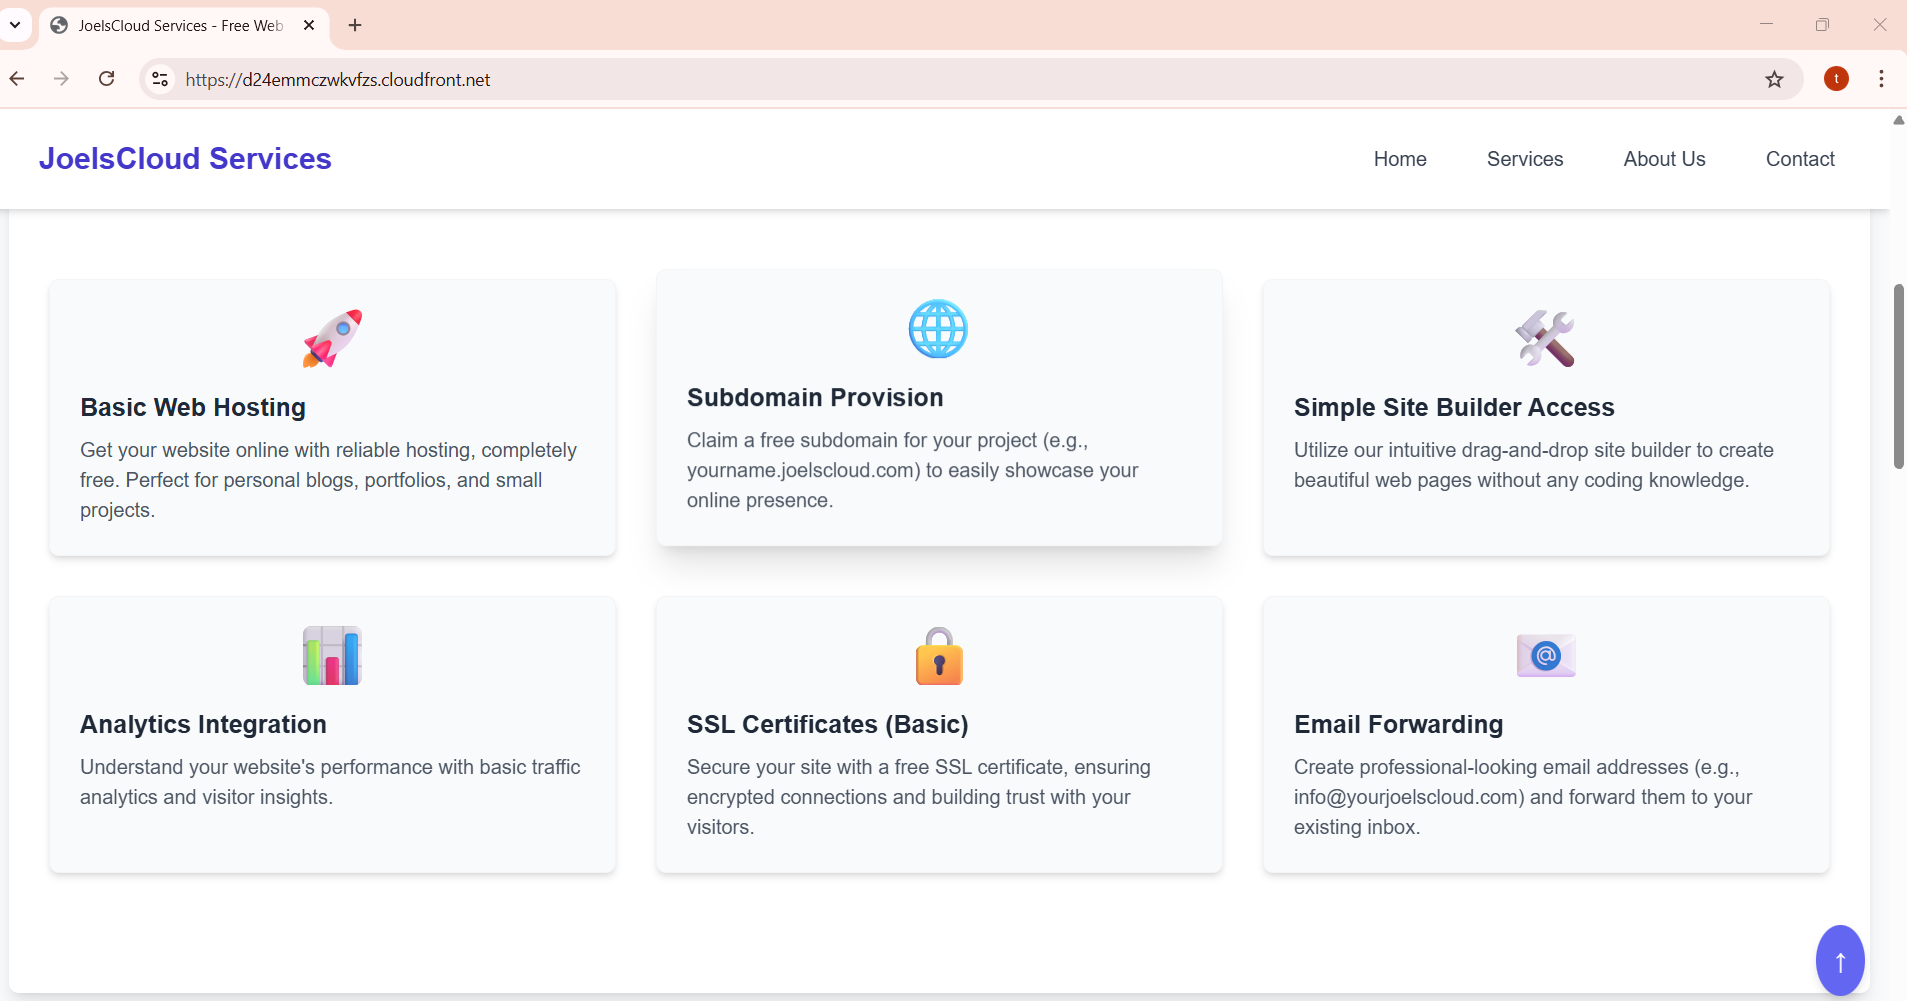 JoelsCloud Services - Free Web
https://d24emmczwkvfzs.cloudfront.net
t
JoelsCloud Services
Home
Services
About Us
Contact
Basic Web Hosting
Get your website online with reliable hosting, completely
free. Perfect for personal blogs, portfolios, and small
projects.
Subdomain Provision
Claim a free subdomain for your project (e.g.,
yourname.joelscloud.com) to easily showcase your
online presence.
Simple Site Builder Access
Utilize our intuitive drag-and-drop site builder to create
beautiful web pages without any coding knowledge.
Analytics Integration
Understand your website's performance with basic traffic
analytics and visitor insights.
SSL Certificates (Basic)
Secure your site with a free SSL certificate, ensuring
encrypted connections and building trust with your
visitors.
@
Email Forwarding
Create professional-looking email addresses (e.g.,
info@yourjoelscloud.com) and forward them to your
existing inbox.
↑